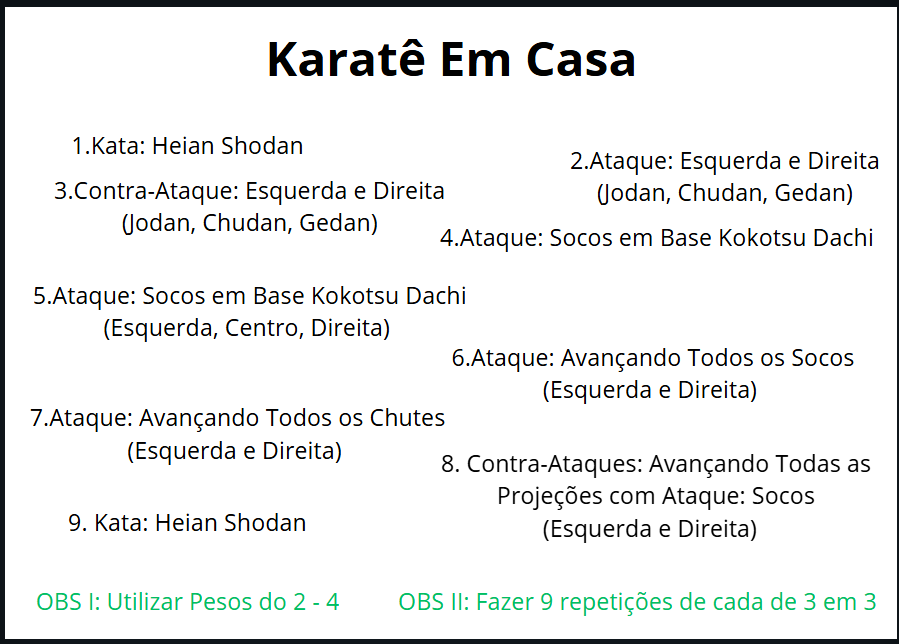 Karatê Em Casa
1.Kata: Heian Shodan
2.Ataque: Esquerda e Direita
(Jodan, Chudan, Gedan)
3.Contra-Ataque: Esquerda e Direita
(Jodan, Chudan, Gedan)
4.Ataque: Socos em Base Kokotsu Dachi
5.Ataque: Socos em Base Kokotsu Dachi
(Esquerda, Centro, Direita)
6.Ataque: Avançando Todos os Socos
(Esquerda e Direita)
7.Ataque: Avançando Todos os Chutes
(Esquerda e Direita)
8. Contra-Ataques: Avançando Todas as
Projeções com Ataque: Socos
(Esquerda e Direita)
9. Kata: Heian Shodan
OBS I: Utilizar Pesos do 2 - 4
OBS II: Fazer 9 repetições de cada de 3 em 3